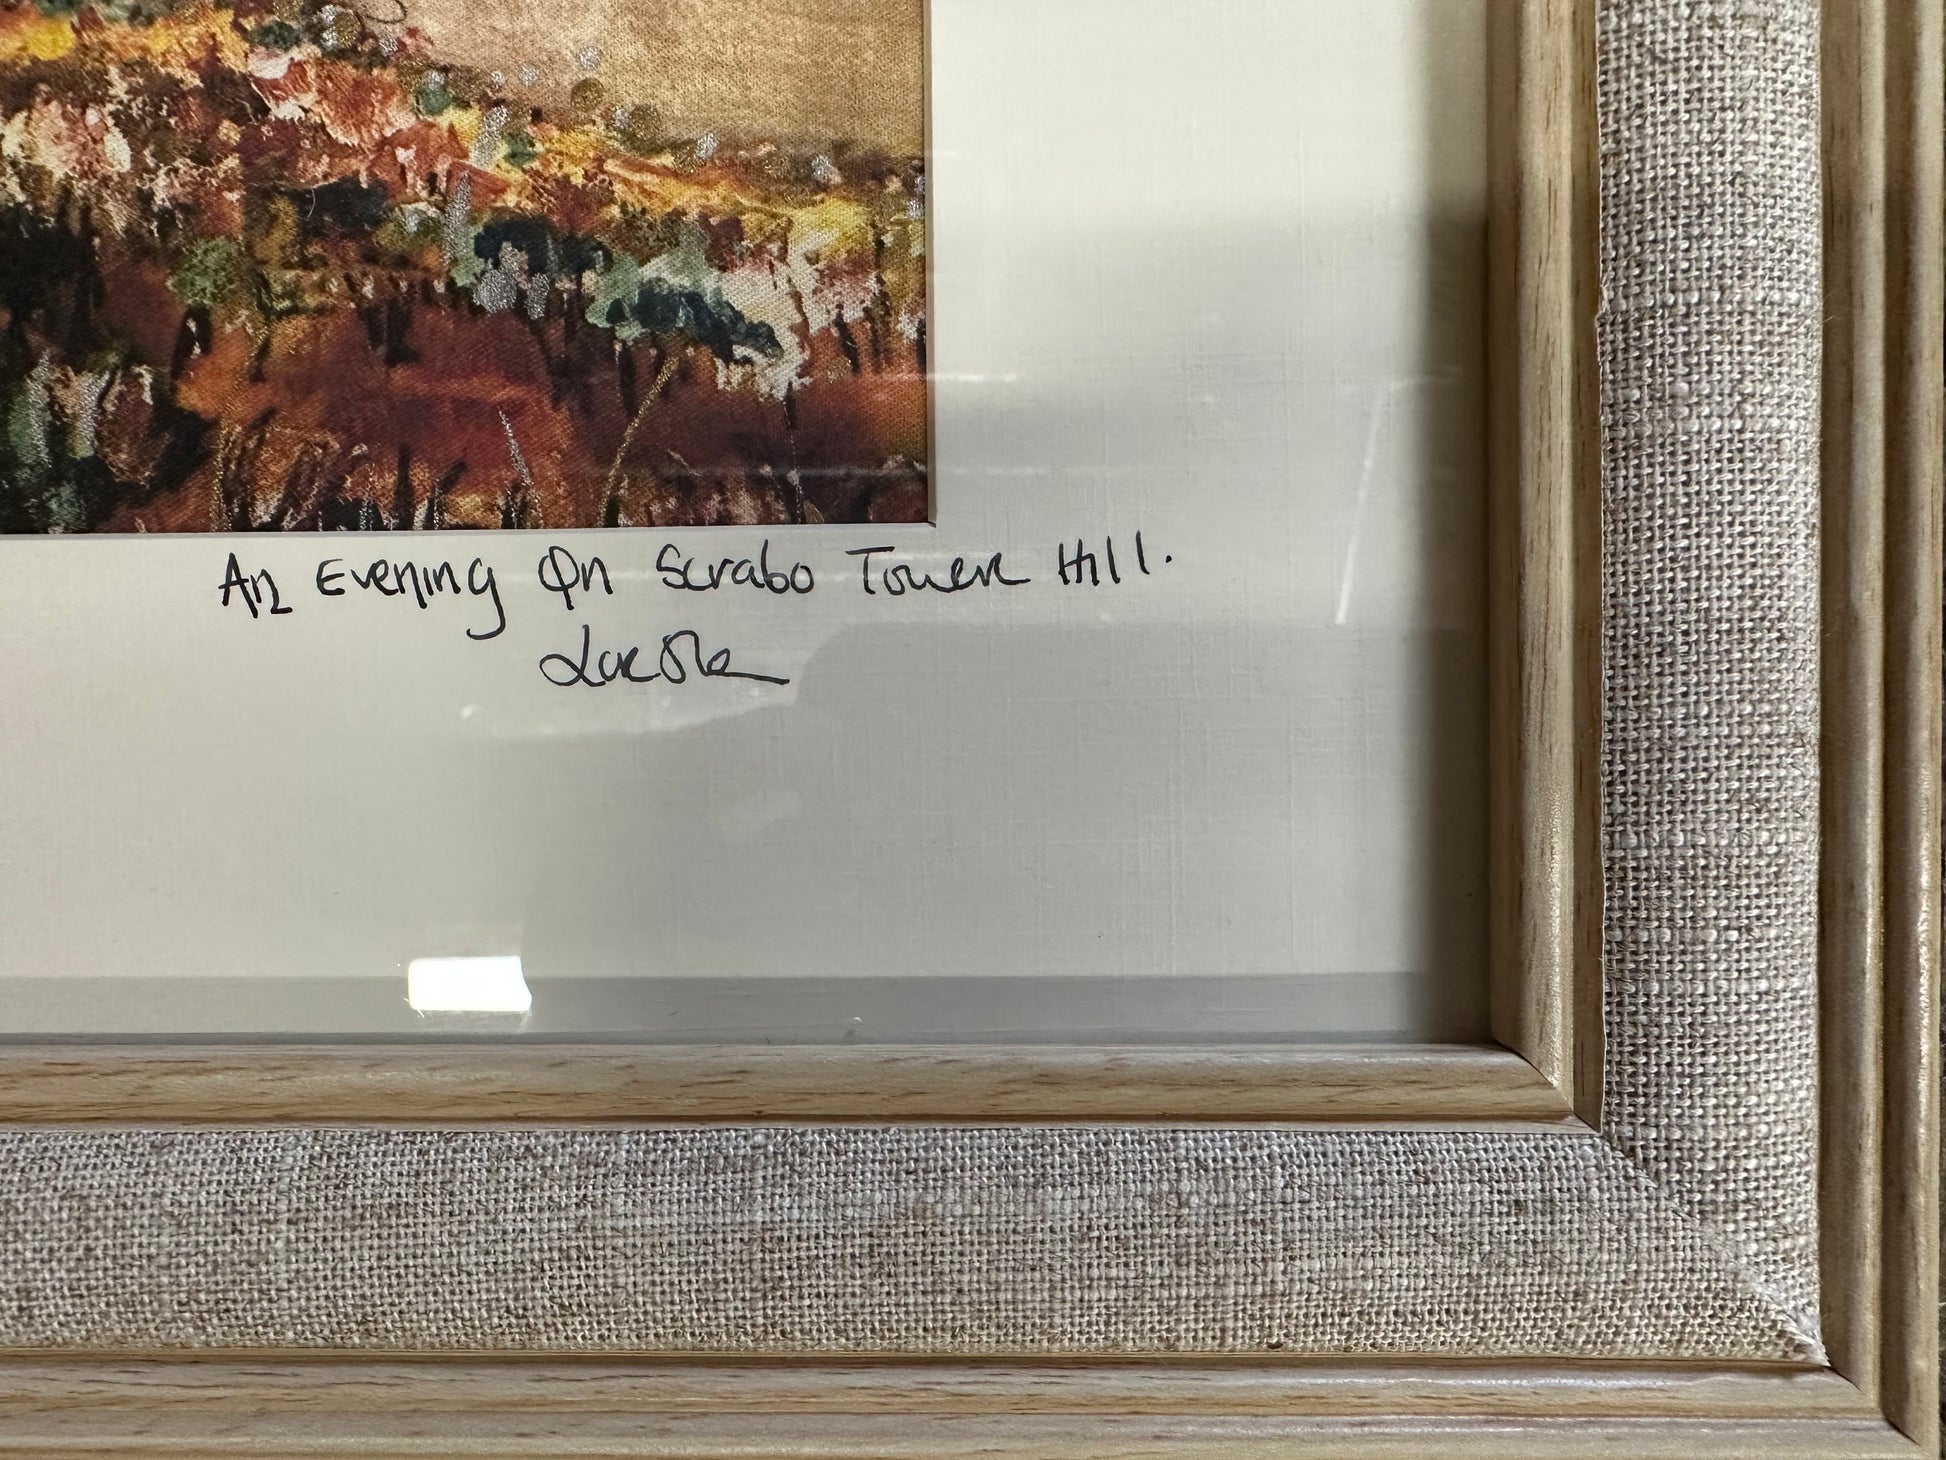 An Evening On Scrabo Tower Hill.